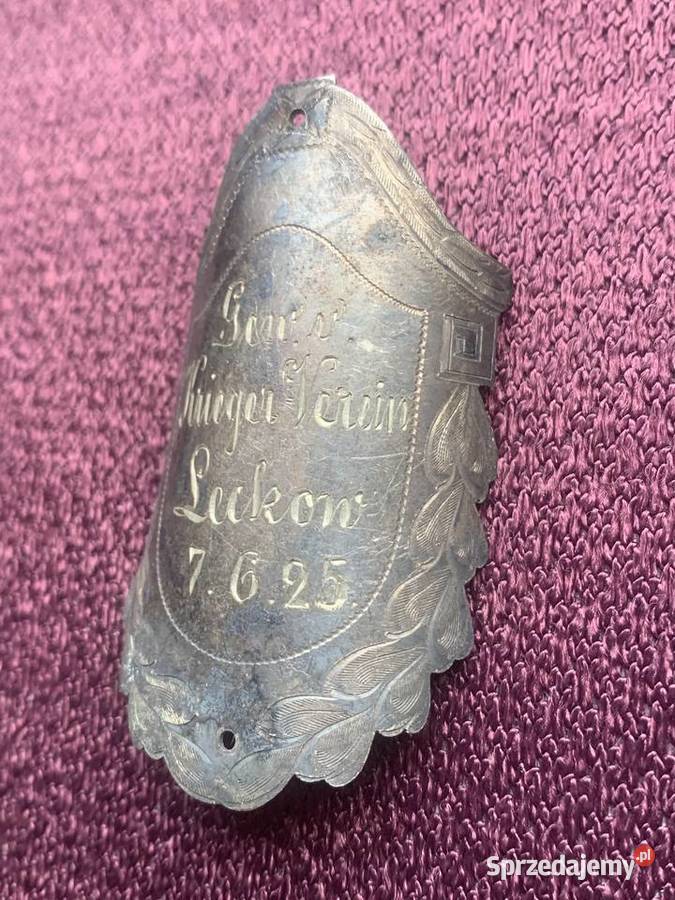 Gew. v.
Krieger Verein
Leckow
7.6.25.
Sprzedajemy.pl